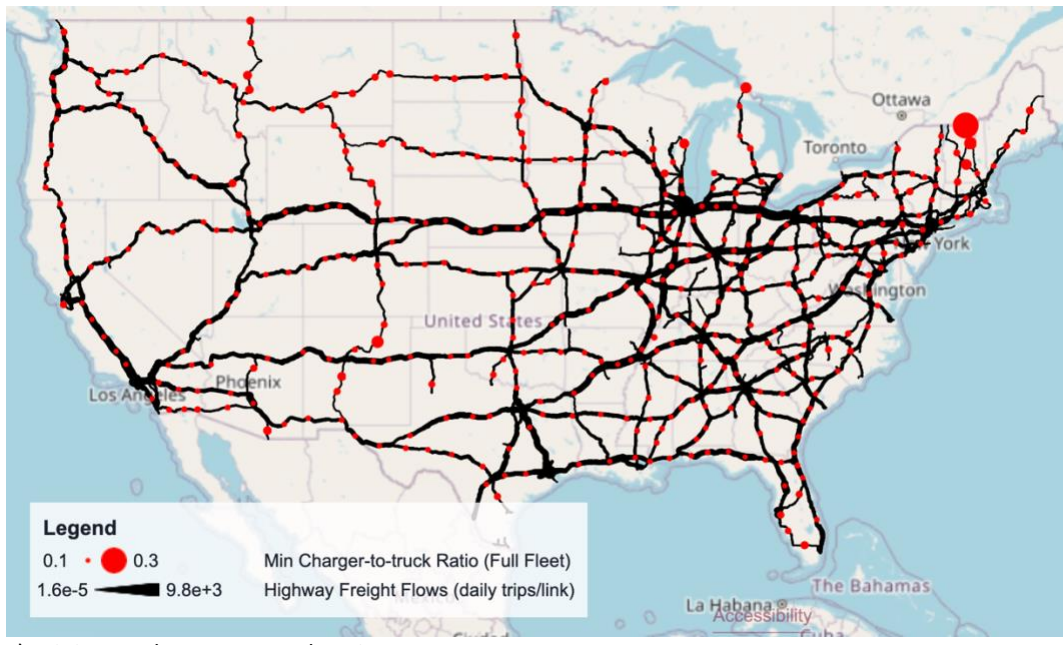 Ottawa
Toronto
New York
Washington
United States
Phoenix
Los Angeles
Legend
0.1 0.3 Min Charger-to-truck Ratio (Full Fleet)
1.6e-5 9.8e+3 Highway Freight Flows (daily trips/link)
The Bahamas
La Habana
Accessibility
Cuba